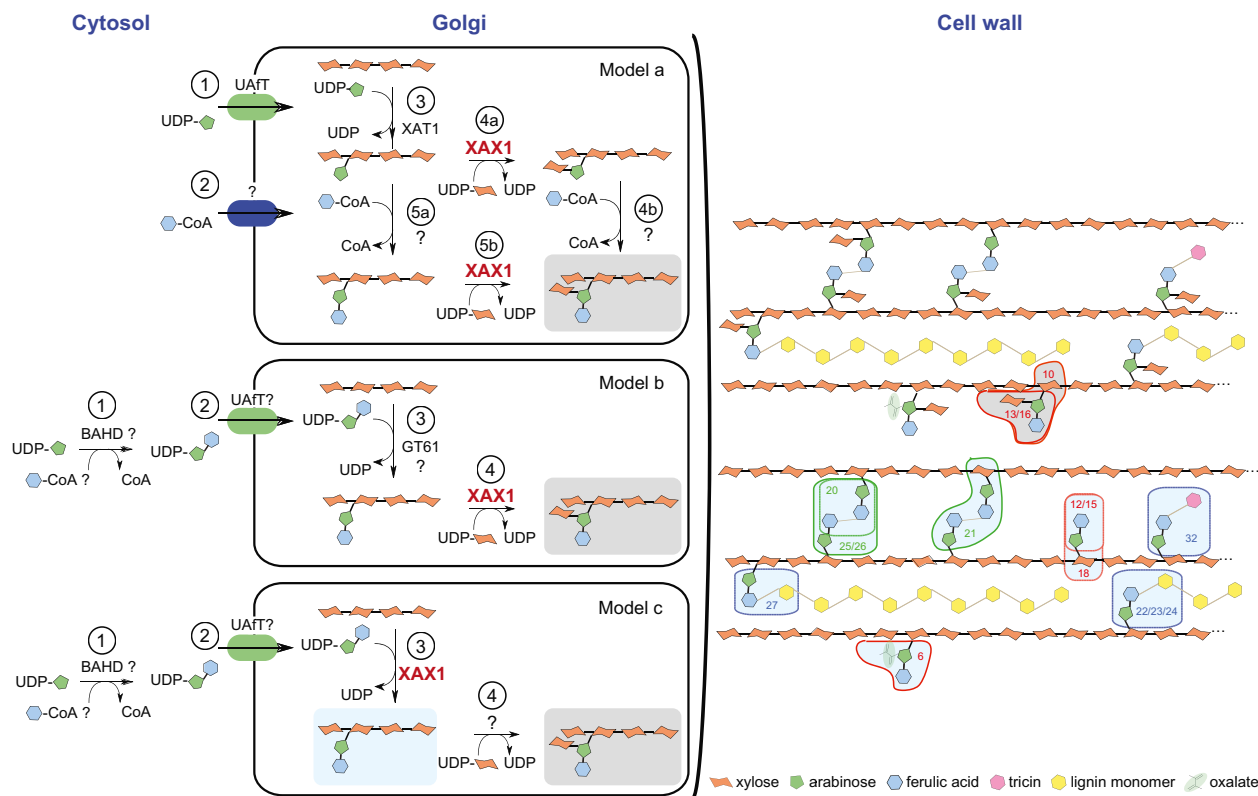 Cytosol
Golgi
Cell wall
Model a
1
UAfT
UDP-
UDP-
3
UDP
XAT1
4a
XAX1
UDP-
UDP
2
?
-CoA
-CoA
5a
?
CoA
-CoA
4b
?
CoA
5b
XAX1
UDP-
UDP
Model b
1
BAHD ?
UDP-
-CoA ?
CoA
2
UAfT?
UDP-
UDP-
3
GT61
?
UDP
4
XAX1
UDP-
UDP
Model c
1
BAHD ?
UDP-
-CoA ?
CoA
2
UAfT?
UDP-
UDP-
3
XAX1
UDP
4
?
UDP-
UDP
...
...
...
10
13/16
...
20
25/26
21
12/15
18
32
...
27
22/23/24
...
6
xylose
arabinose
ferulic acid
tricin
lignin monomer
oxalate